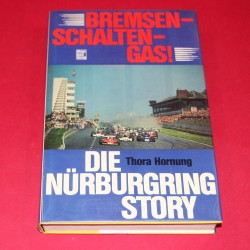 BREMSEN-
SCHALTEN-
GAS!
Thora Hornung
DIE
NÜRBURGRING
STORY